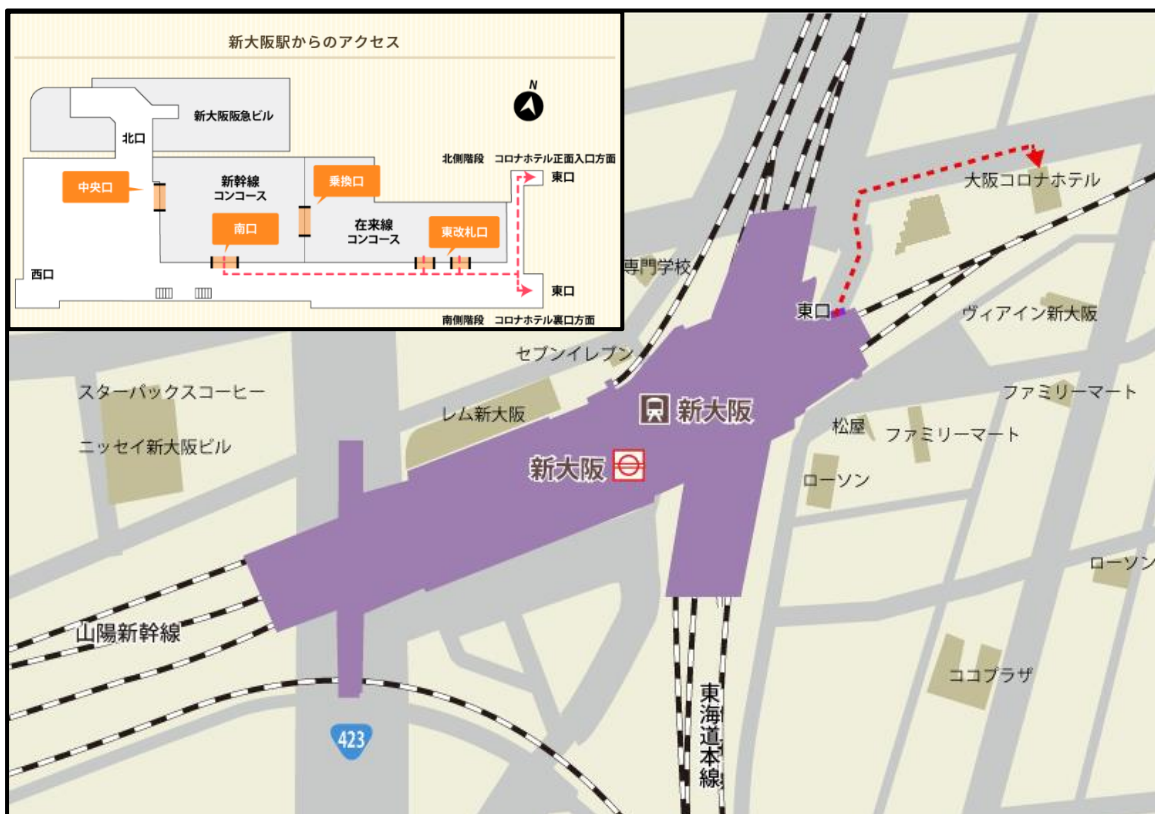 新大阪駅からのアクセス
N
新大阪阪急ビル
北口
北側階段 コロナホテル正面入口方面
東口
中央口
新幹線
コンコース
乗換口
南口
在来線
コンコース
東改札口
西口
東口
南側階段 コロナホテル裏口方面
大阪コロナホテル
専門学校
東口
ヴィアイン新大阪
セブンイレブン
スターバックスコーヒー
レム新大阪
新大阪
ファミリーマート
松屋
ファミリーマート
ニッセイ新大阪ビル
新大阪
ローソン
ローソン
山陽新幹線
ココプラザ
東海道本線
423